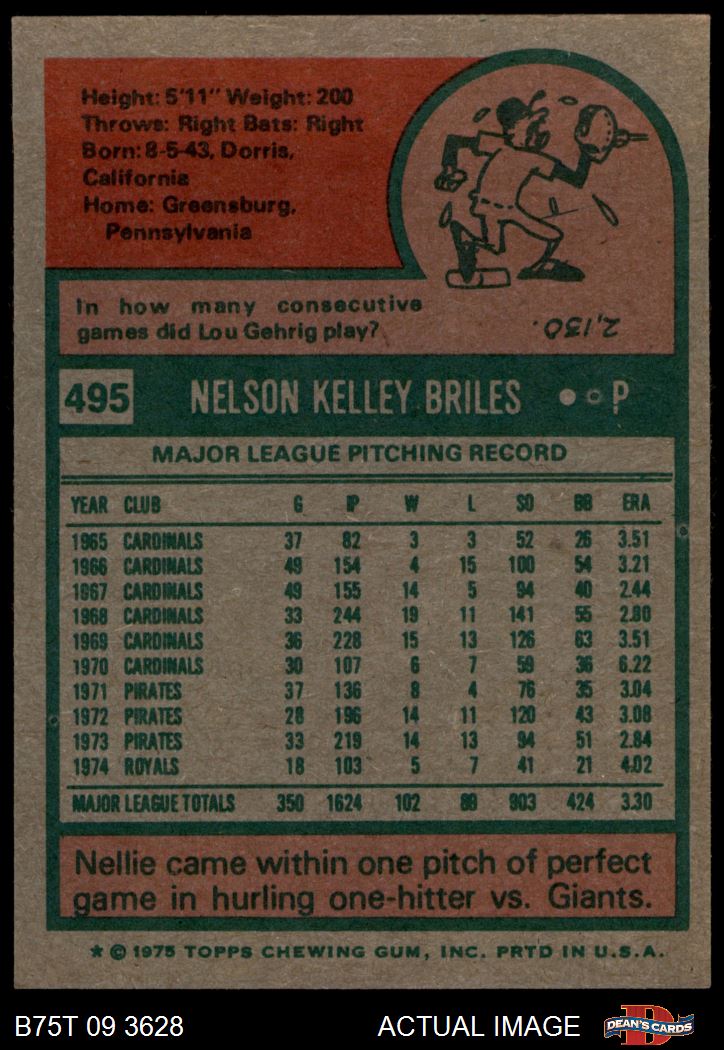 Height: 5'11" Weight: 200
Throws: Right Bats: Right
Born: 8-5-43, Dorris,
California
Home: Greensburg,
Pennsylvania
In how many consecutive
games did Lou Gehrig play?
2,130.
495 NELSON KELLEY BRILES P
MAJOR LEAGUE PITCHING RECORD
YEAR CLUB G IP W L SO BB ERA
1965 CARDINALS 37 82 3 3 52 26 3.51
1966 CARDINALS 49 154 4 15 100 54 3.21
1967 CARDINALS 49 155 14 5 94 40 2.44
1968 CARDINALS 33 244 19 11 141 55 2.80
1969 CARDINALS 36 228 15 13 126 63 3.51
1970 CARDINALS 30 107 6 7 59 36 6.22
1971 PIRATES 37 136 8 4 76 35 3.04
1972 PIRATES 28 196 14 11 120 43 3.08
1973 PIRATES 33 219 14 13 94 51 2.84
1974 ROYALS 18 103 5 7 41 21 4.02
MAJOR LEAGUE TOTALS 350 1624 102 89 903 424 3.30
Nellie came within one pitch of perfect
game in hurling one-hitter vs. Giants.
* © 1975 TOPPS CHEWING GUM, INC. PRTD IN U.S.A.
B75T 09 3628 ACTUAL IMAGE DEAN'S CARDS